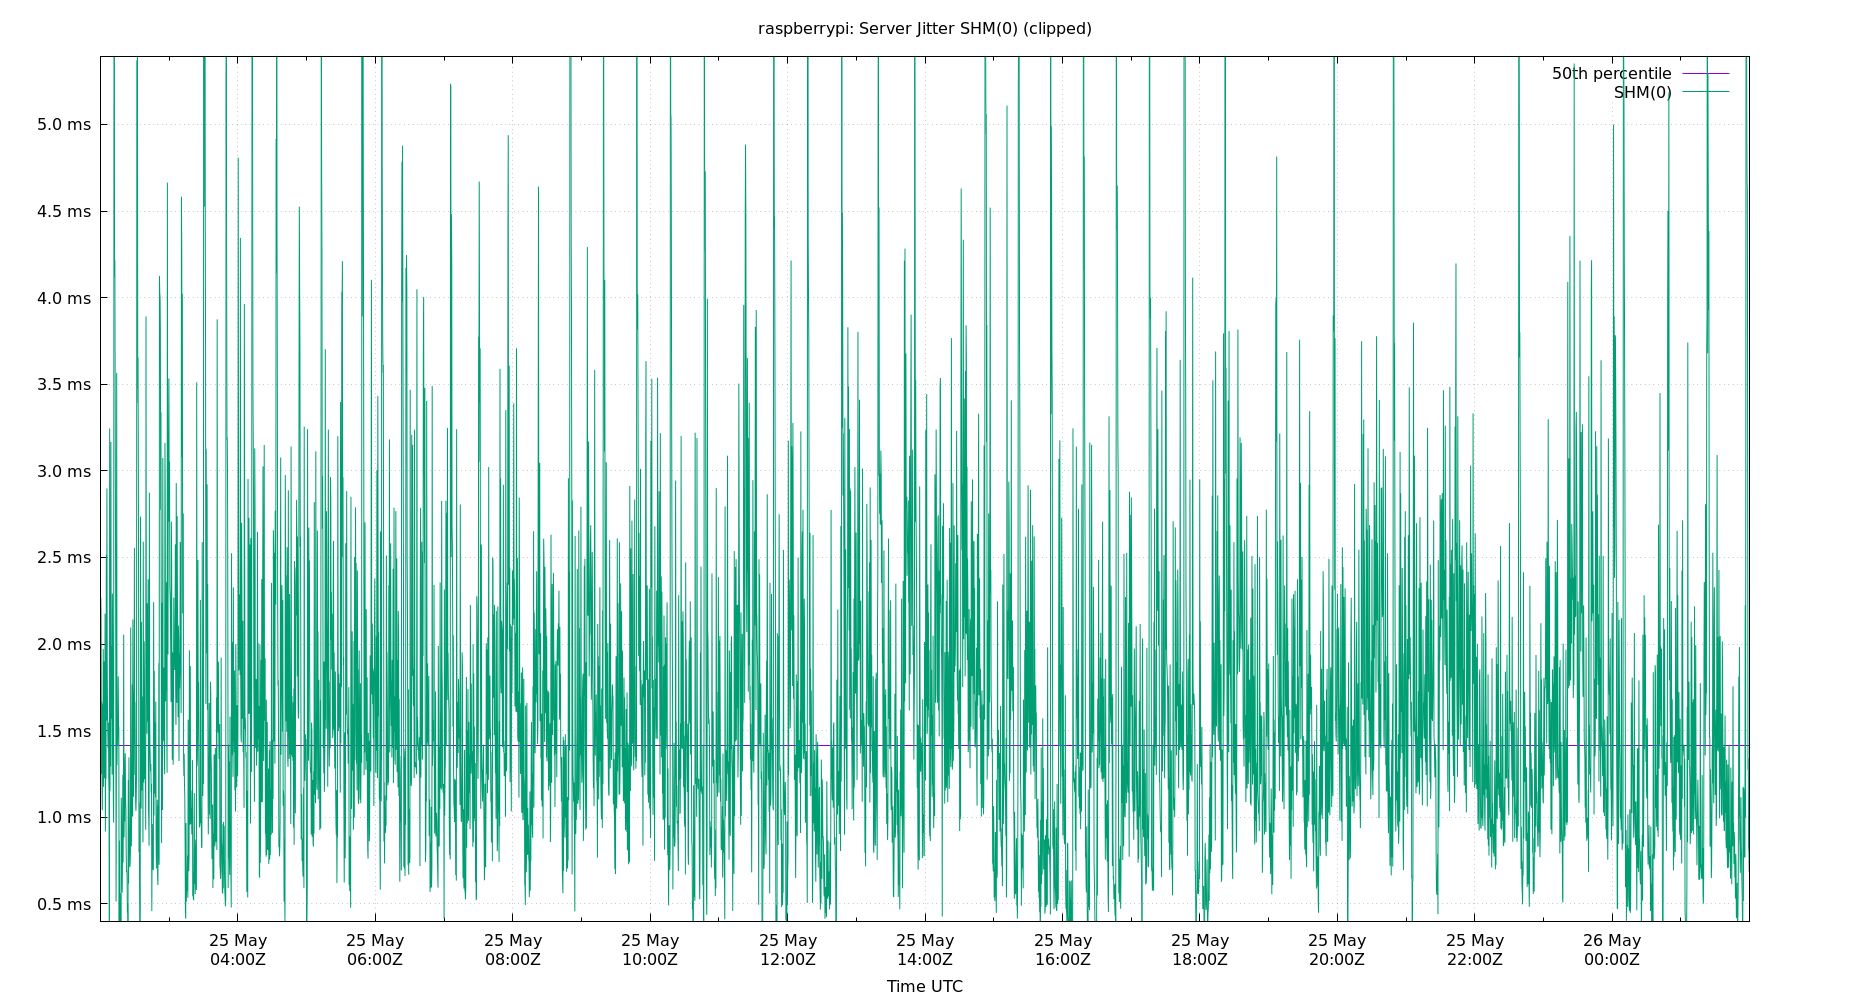 raspberrypi: Server Jitter SHM(0) (clipped)
50th percentile
SHM(0)
5.0 ms
4.5 ms
4.0 ms
3.5 ms
3.0 ms
2.5 ms
2.0 ms
1.5 ms
1.0 ms
0.5 ms
25 May 25 May 25 May 25 May 25 May 25 May 25 May 25 May 25 May 25 May 26 May
04:00Z 06:00Z 08:00Z 10:00Z 12:00Z 14:00Z 16:00Z 18:00Z 20:00Z 22:00Z 00:00Z
Time UTC